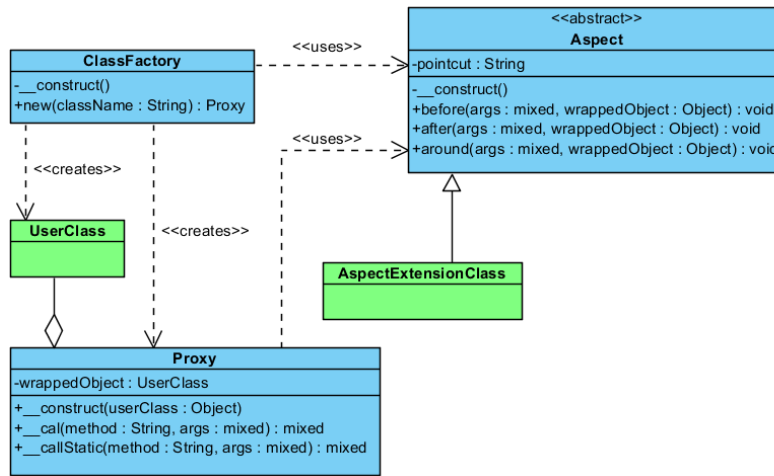 <<abstract>>
Aspect
-pointcut : String
-__construct()
+before(args : mixed, wrappedObject : Object) : void
+after(args : mixed, wrappedObject : Object) : void
+around(args : mixed, wrappedObject : Object) : void
<<uses>>
ClassFactory
-__construct()
+new(className : String) : Proxy
<<uses>>
<<creates>>
<<creates>>
UserClass
AspectExtensionClass
Proxy
-wrappedObject : UserClass
+__construct(userClass : Object)
+__cal(method : String, args : mixed) : mixed
+__callStatic(method : String, args : mixed) : mixed